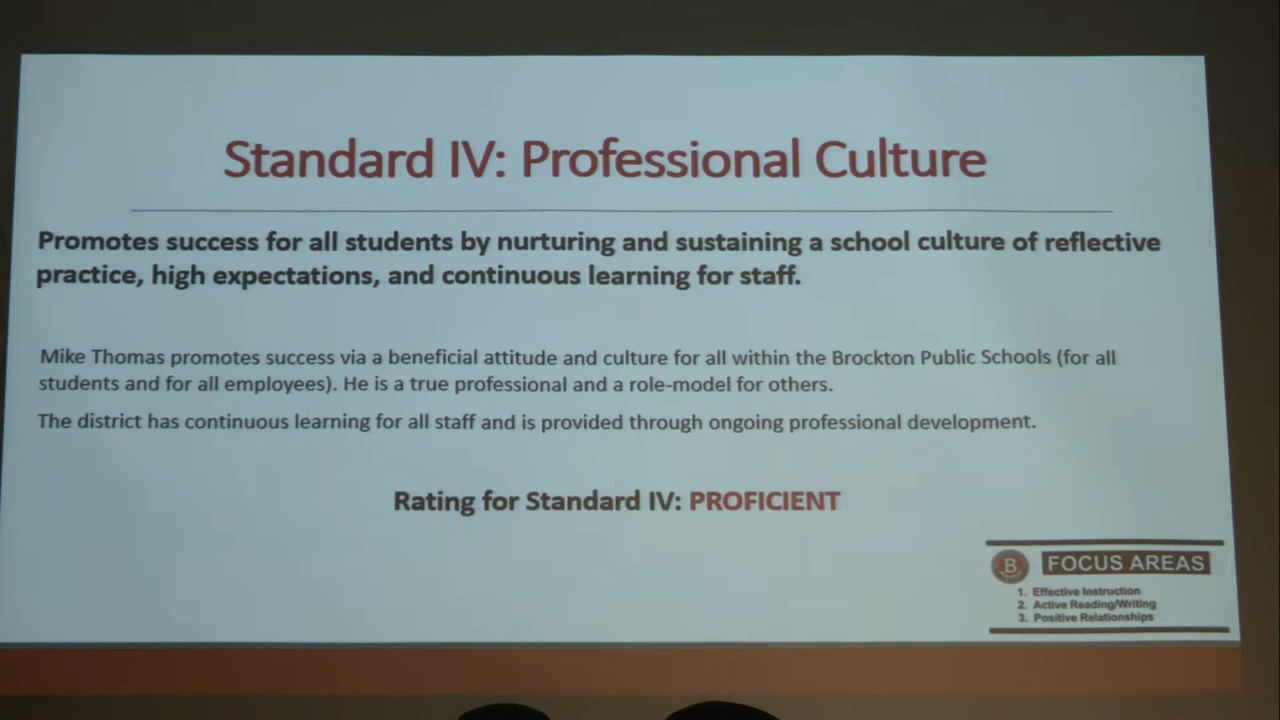 Standard IV: Professional Culture
Promotes success for all students by nurturing and sustaining a school culture of reflective
practice, high expectations, and continuous learning for staff.
Mike Thomas promotes success via a beneficial attitude and culture for all within the Brockton Public Schools (for all
students and for all employees). He is a true professional and a role-model for others.
The district has continuous learning for all staff and is provided through ongoing professional development.
Rating for Standard IV: PROFICIENT
B
FOCUS AREAS
1. Effective Instruction
2. Active Reading/Writing
3. Positive Relationships